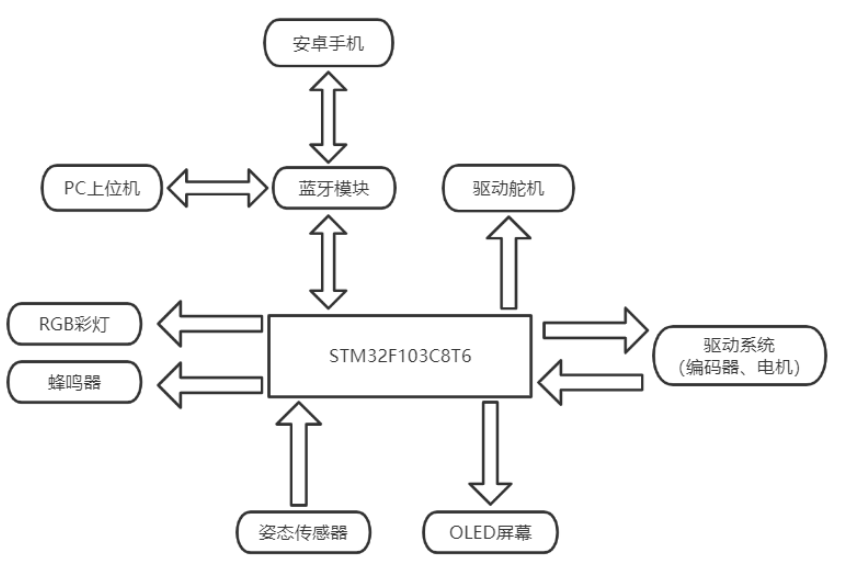 安卓手机
PC上位机
蓝牙模块
驱动舵机
RGB彩灯
STM32F103C8T6
驱动系统
（编码器、电机）
蜂鸣器
姿态传感器
OLED屏幕